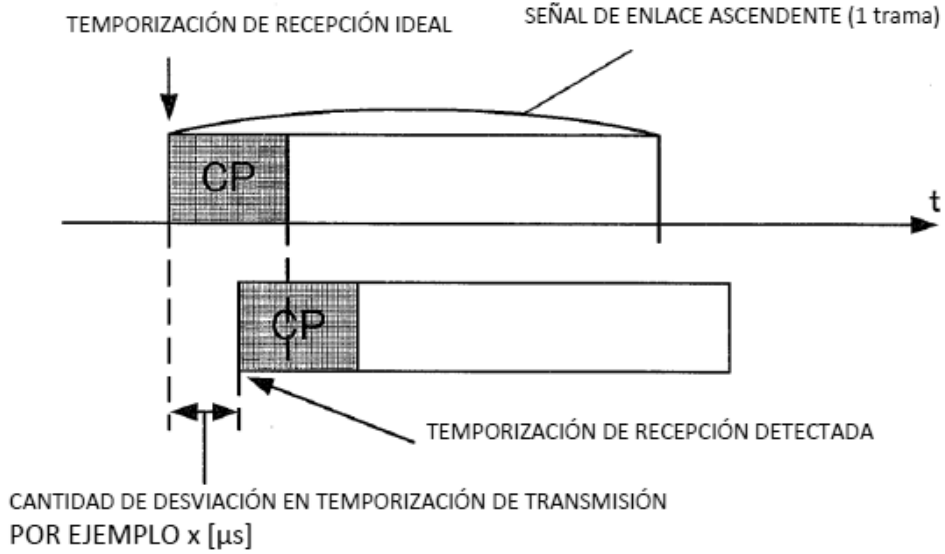 TEMPORIZACIÓN DE RECEPCIÓN IDEAL
SEÑAL DE ENLACE ASCENDENTE (1 trama)
CP
t
CP
TEMPORIZACIÓN DE RECEPCIÓN DETECTADA
CANTIDAD DE DESVIACIÓN EN TEMPORIZACIÓN DE TRANSMISIÓN
POR EJEMPLO x [µs]